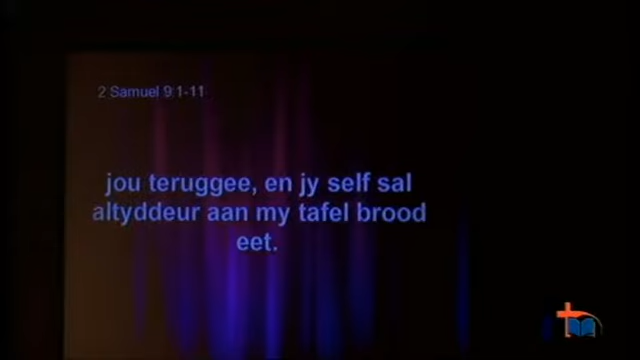 2 Samuel 9:1-11
jou teruggee, en jy self sal
altyddeur aan my tafel brood
eet.